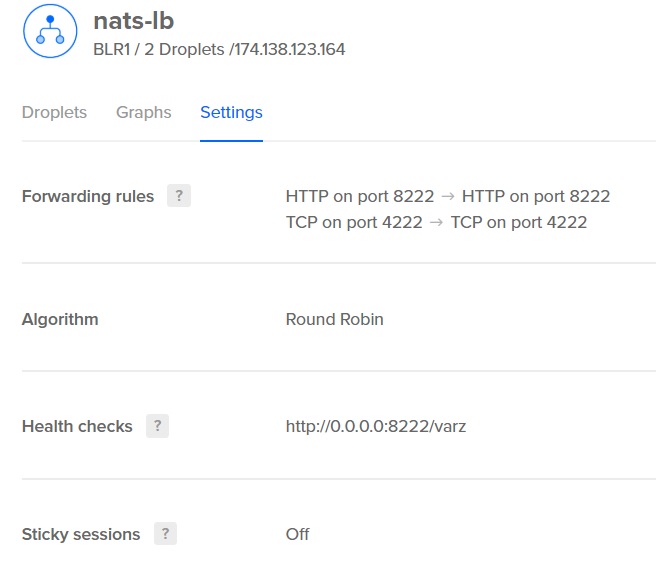 nats-lb
BLR1 / 2 Droplets /174.138.123.164
Droplets Graphs Settings
Forwarding rules ? HTTP on port 8222 → HTTP on port 8222
TCP on port 4222 → TCP on port 4222
Algorithm Round Robin
Health checks ? http://0.0.0.0:8222/varz
Sticky sessions ? Off